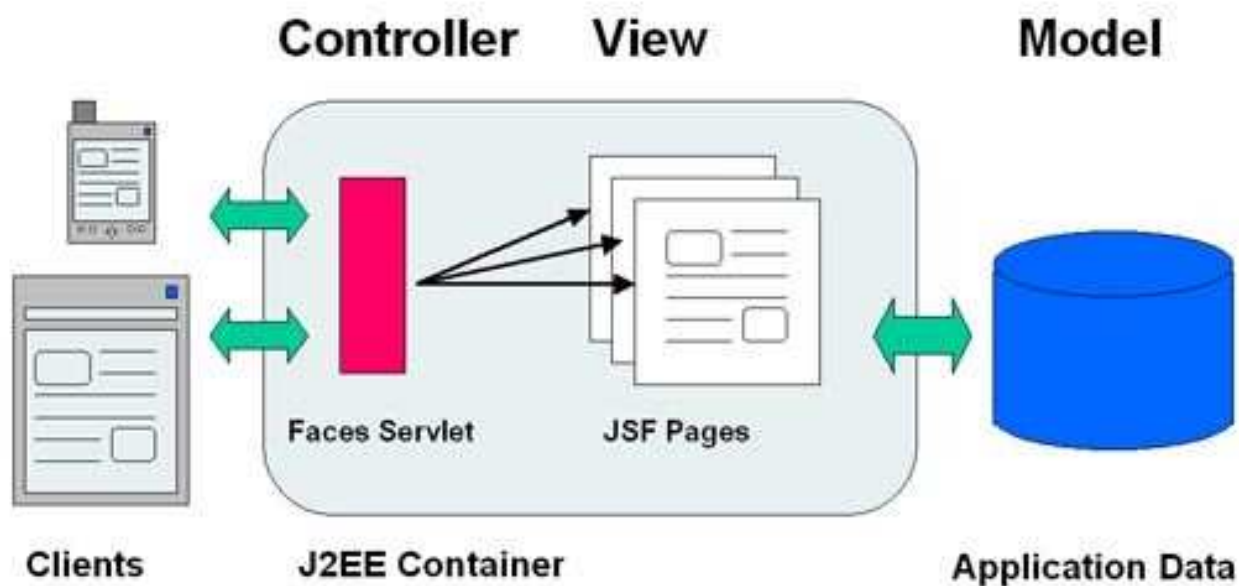 Controller View Model
Faces Servlet JSF Pages
Clients J2EE Container Application Data